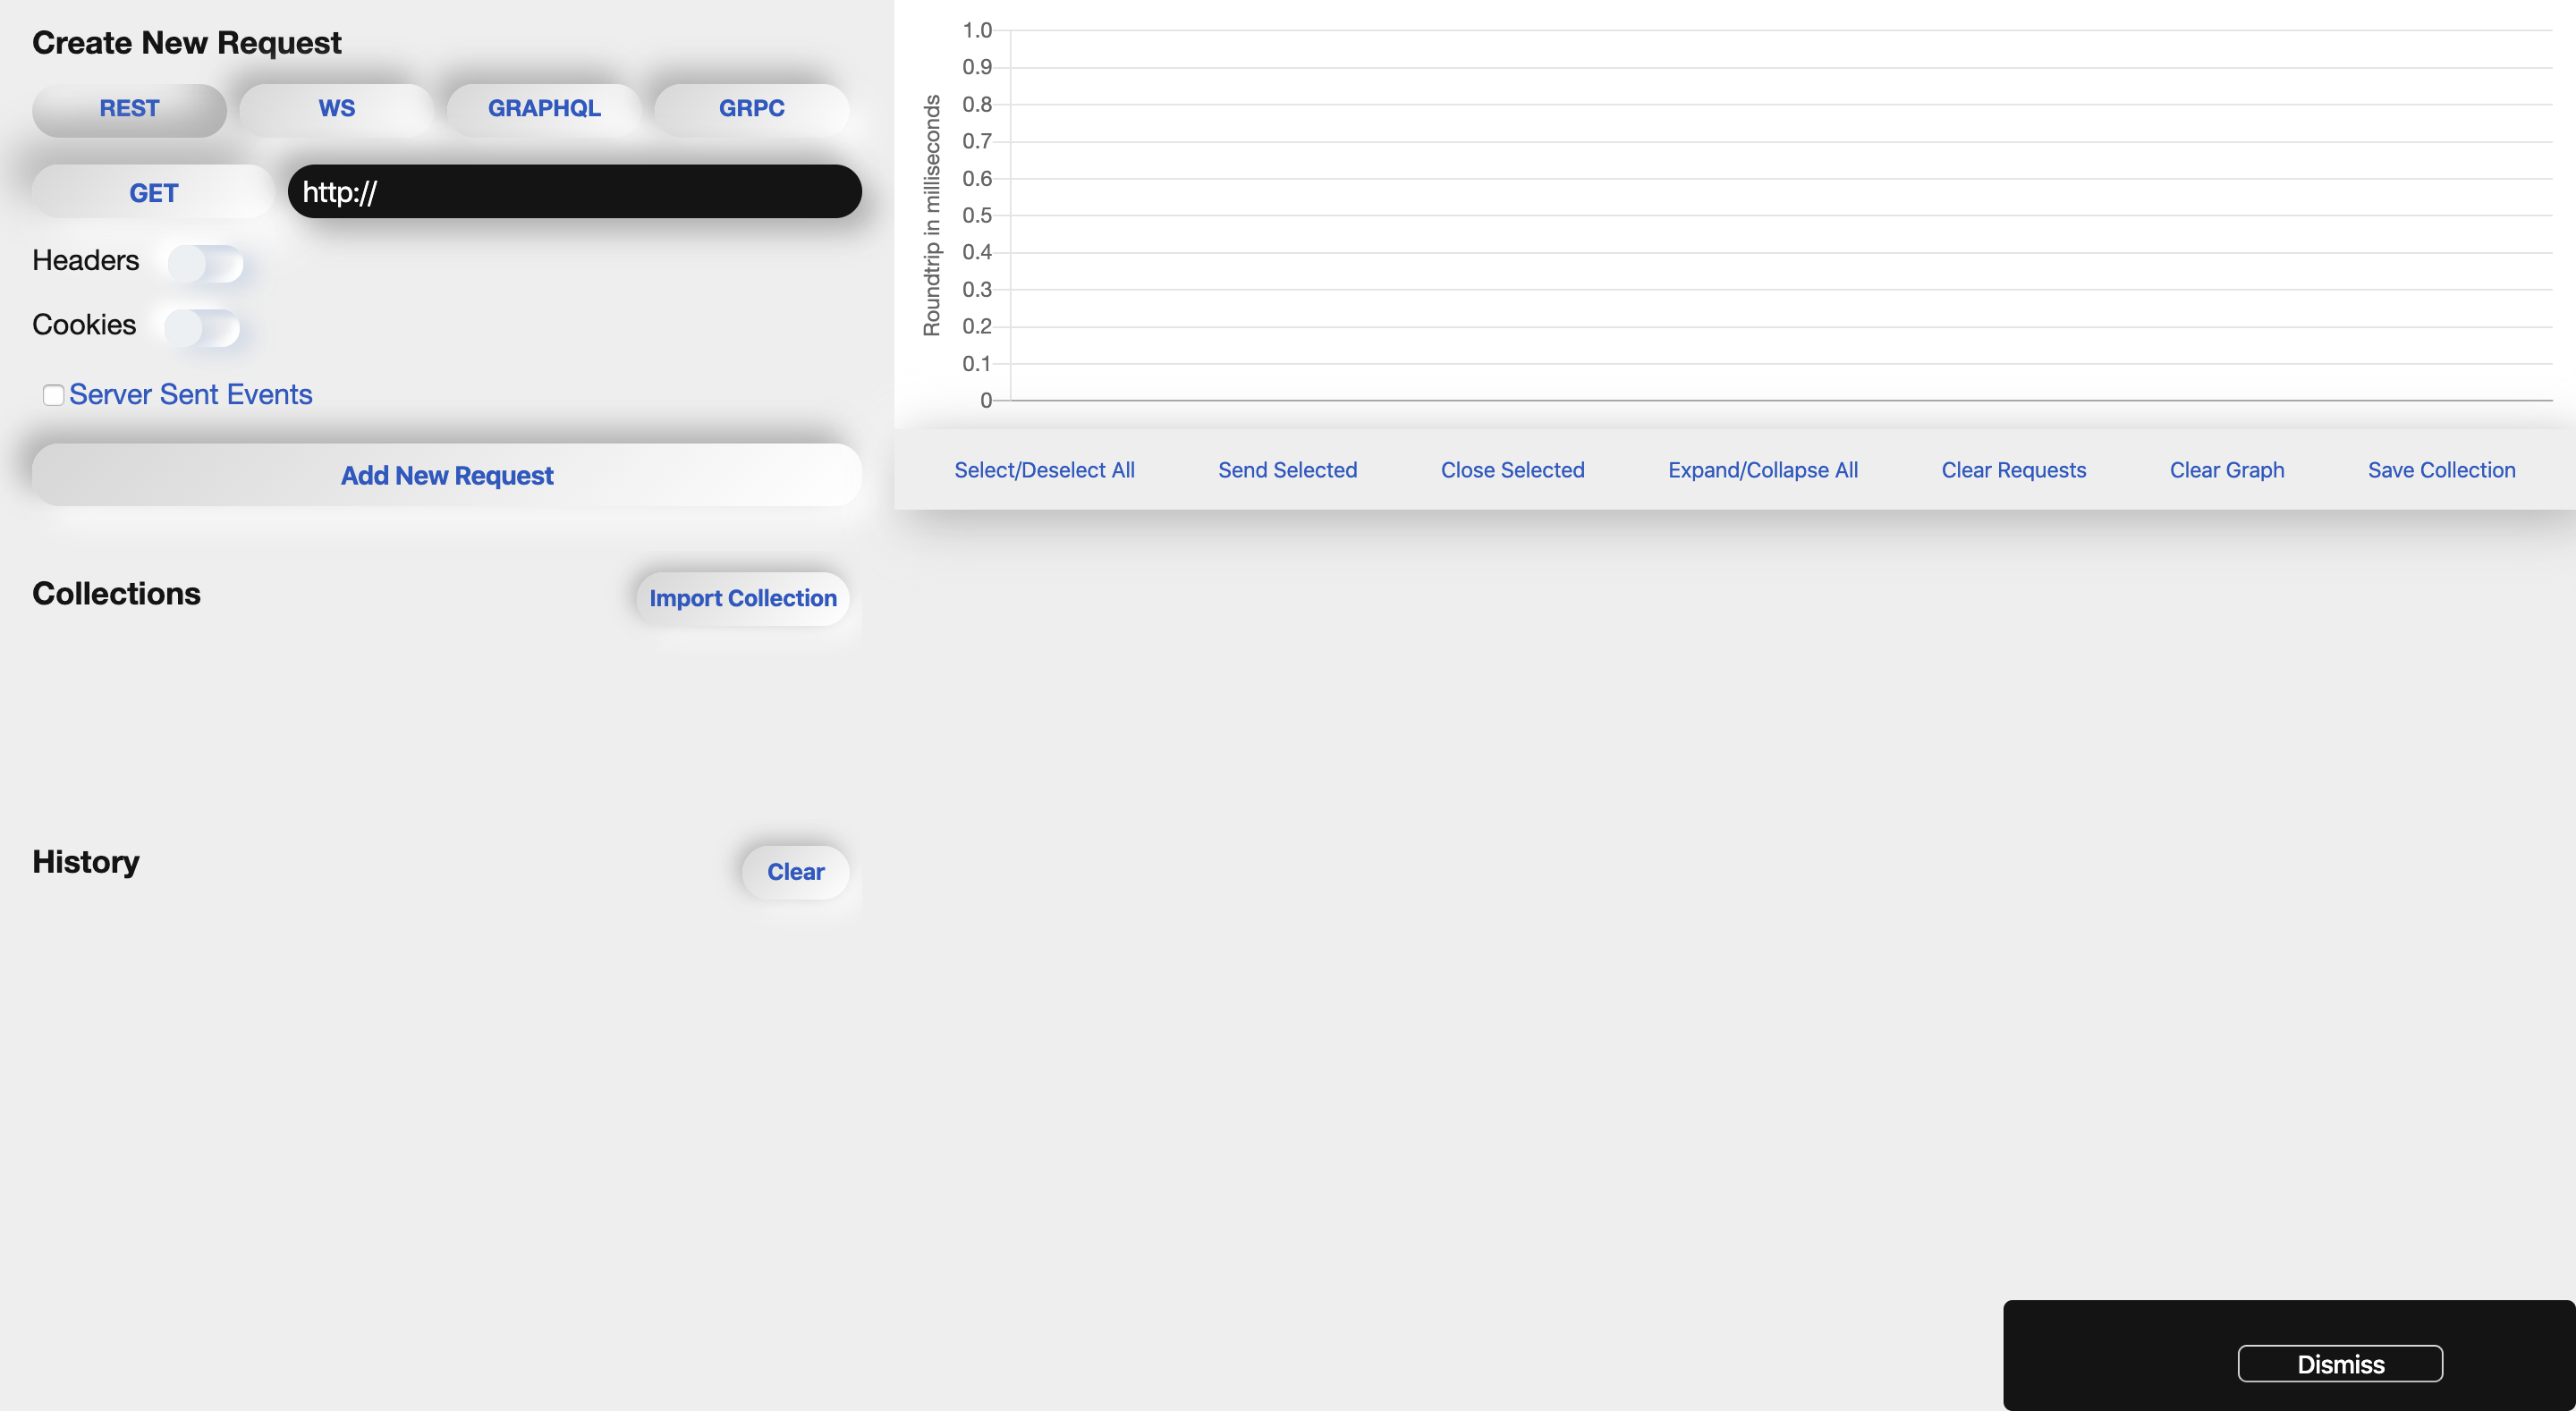 Create New Request
REST WS GRAPHQL GRPC
GET http://
Headers
Cookies
Server Sent Events
Add New Request
Collections Import Collection
History Clear
1.0
0.9
0.8
0.7
0.6
0.5
0.4
0.3
0.2
0.1
0
Roundtrip in milliseconds
Select/Deselect All Send Selected Close Selected Expand/Collapse All Clear Requests Clear Graph Save Collection
Dismiss